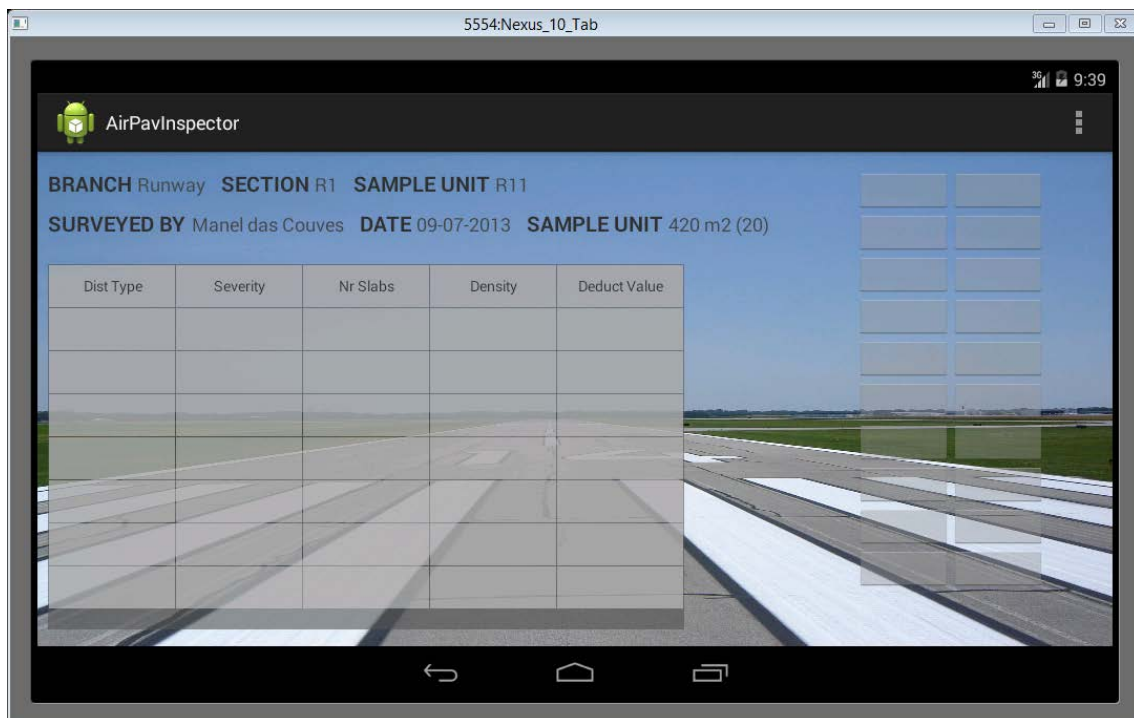 5554:Nexus_10_Tab
3G 9:39
AirPavInspector
BRANCH Runway SECTION R1 SAMPLE UNIT R11
SURVEYED BY Manel das Couves DATE 09-07-2013 SAMPLE UNIT 420 m2 (20)
Dist Type Severity Nr Slabs Density Deduct Value